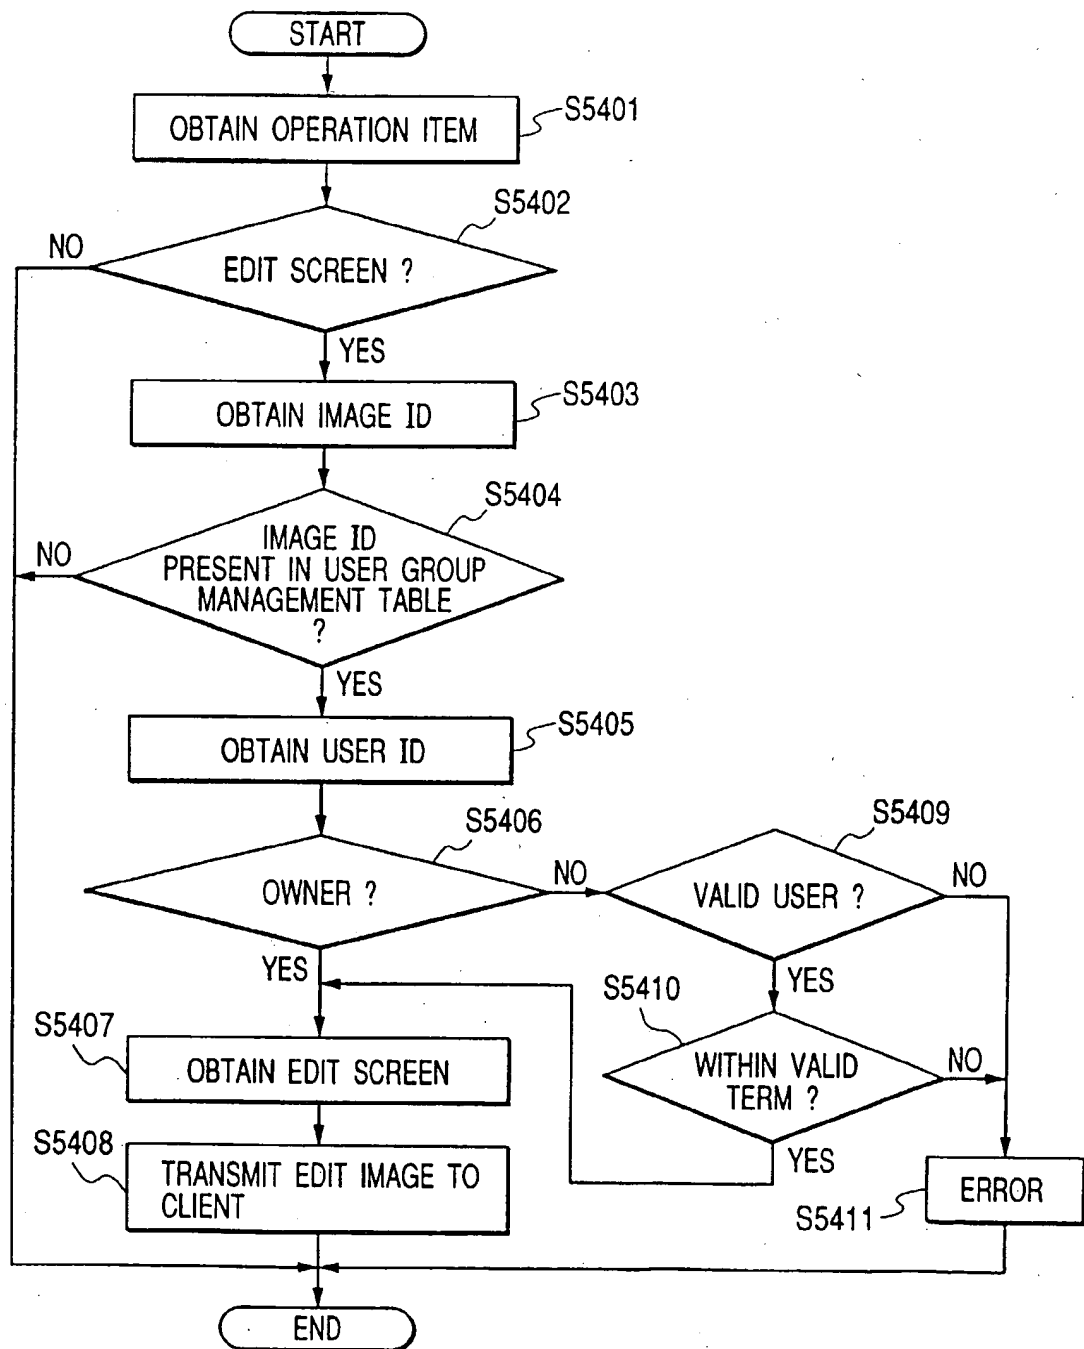 START
OBTAIN OPERATION ITEM
S5401
S5402
NO
EDIT SCREEN ?
YES
OBTAIN IMAGE ID
S5403
S5404
NO
IMAGE ID
PRESENT IN USER GROUP
MANAGEMENT TABLE
?
YES
OBTAIN USER ID
S5405
S5406
OWNER ?
NO
S5409
VALID USER ?
NO
YES
YES
S5410
WITHIN VALID
TERM ?
NO
YES
S5407
OBTAIN EDIT SCREEN
S5408
TRANSMIT EDIT IMAGE TO
CLIENT
ERROR
S5411
END